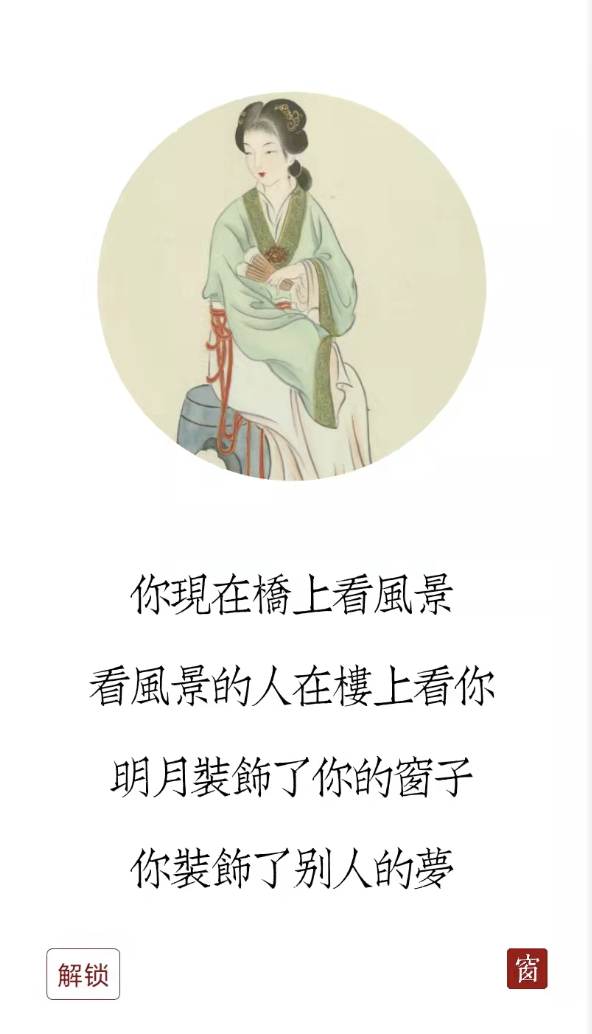 你現在橋上看風景
看風景的人在樓上看你
明月裝飾了你的窗子
你裝飾了别人的夢
解锁
窗